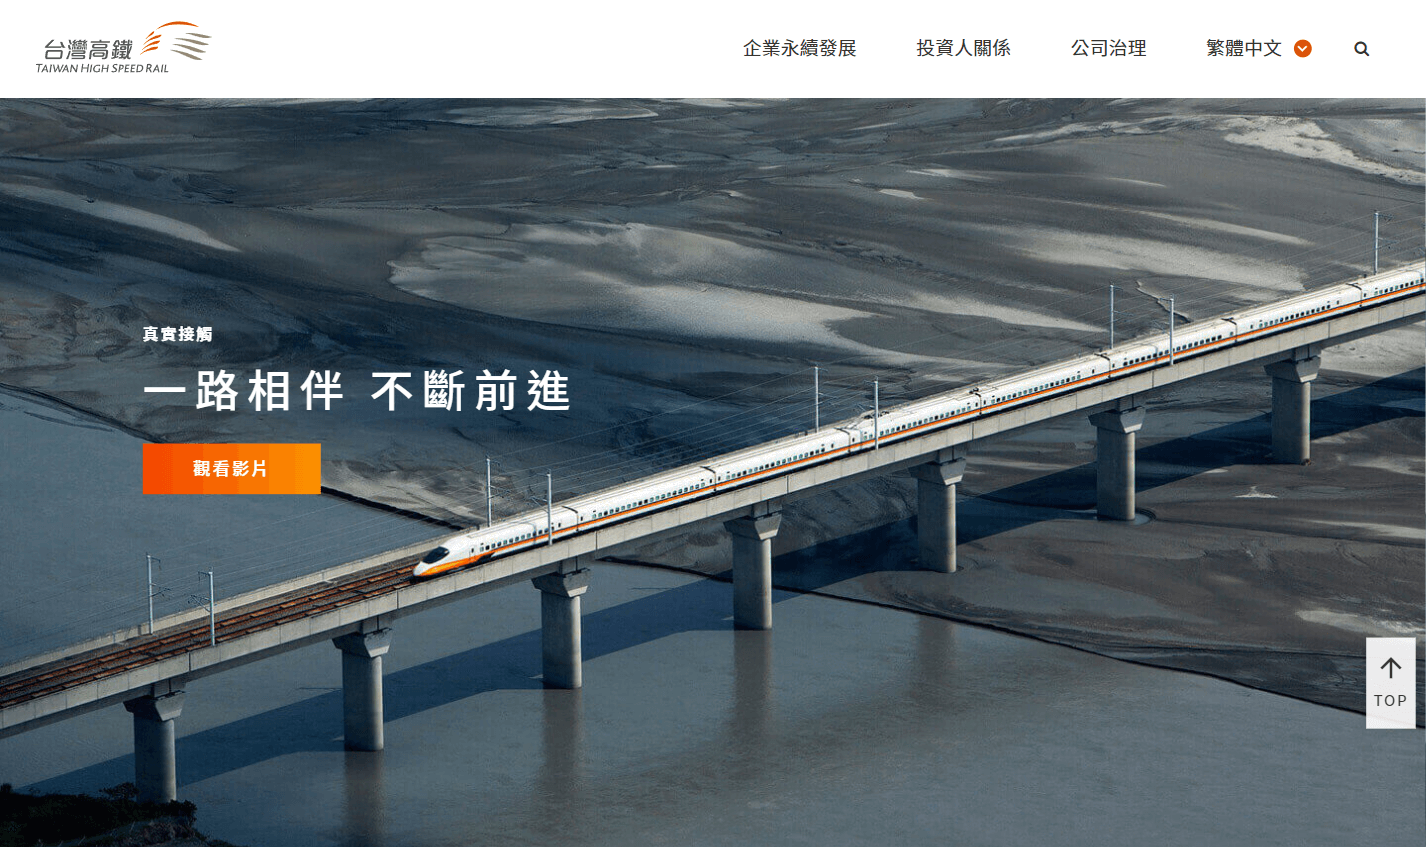 台灣高鐵
TAIWAN HIGH SPEED RAIL
企業永續發展
投資人關係
公司治理
繁體中文
真實接觸
一路相伴 不斷前進
觀看影片
TOP